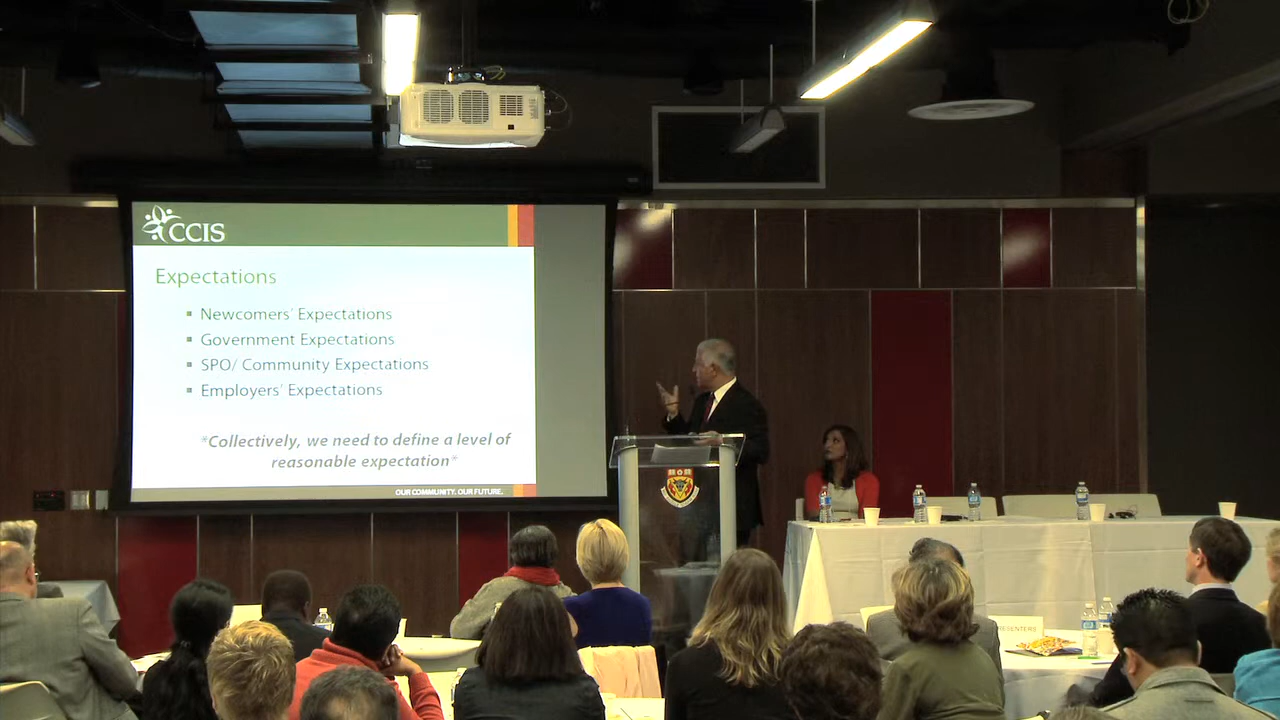 CCIS
Expectations
Newcomers' Expectations
Government Expectations
SPO/ Community Expectations
Employers' Expectations
*Collectively, we need to define a level of
reasonable expectation*
OUR COMMUNITY. OUR FUTURE.
PRESENTERS